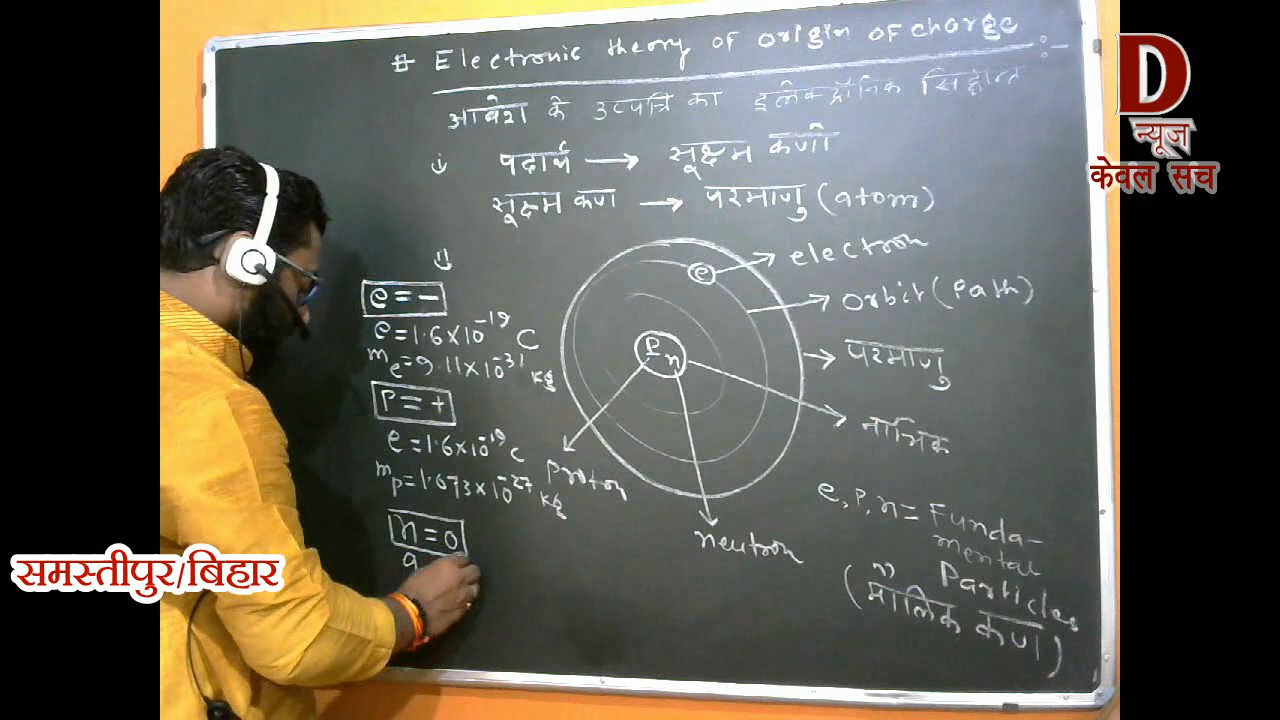 # Electronic theory of origin of charge :-
आवेश के उत्पत्ति का इलेक्ट्रॉनिक सिद्धान्त
पदार्थ → सूक्ष्म कणों
सूक्ष्म कण → परमाणु (atom)
e = -
e = 1.6 × 10⁻¹⁹ C
mₑ = 9.11 × 10⁻³¹ kg
P = +
e = 1.6 × 10⁻¹⁹ C
mₚ = 1.673 × 10⁻²⁷ kg
n = 0
q
e
P
n
electron
orbit (Path)
परमाणु
नाभिक
Proton
neutron
e, P, n = Funda-
mental
Particles
(मौलिक कण)
D
न्यूज
केवल सच
समस्तीपुर/बिहार